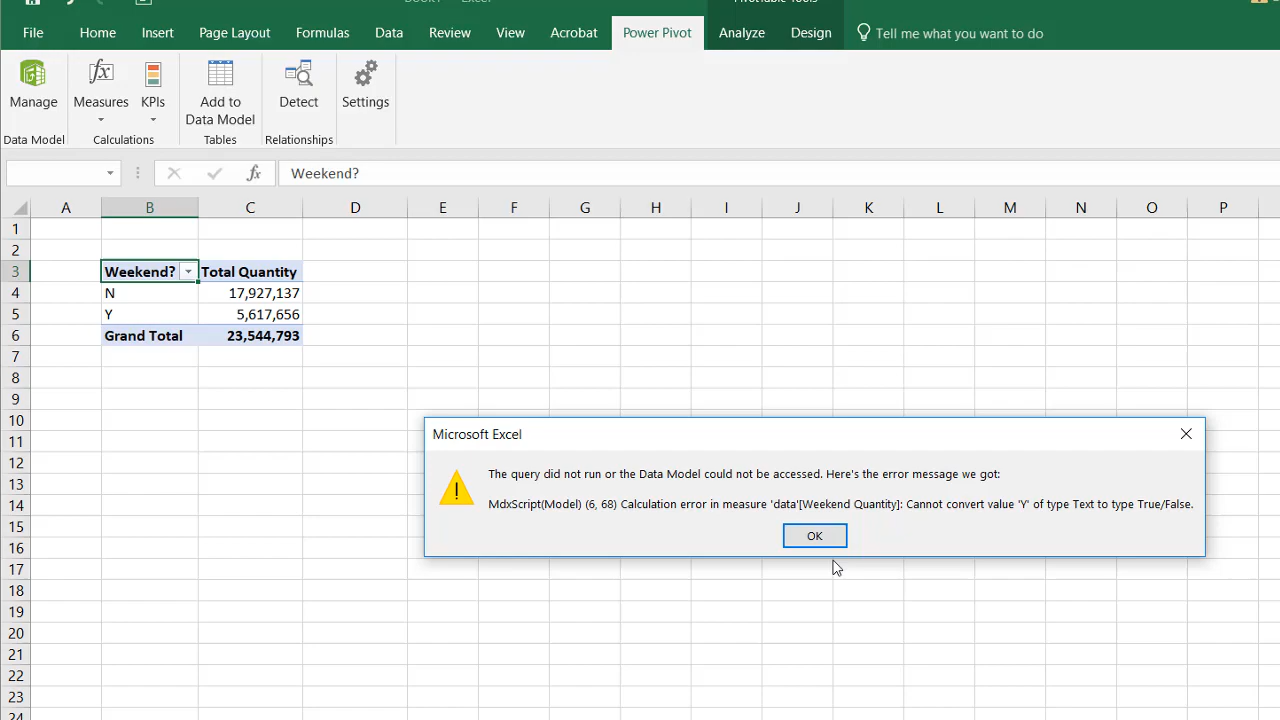 File Home Insert Page Layout Formulas Data Review View Acrobat Power Pivot Analyze Design Tell me what you want to do
Manage Measures KPIs Add to Data Model Detect Settings
Data Model Calculations Tables Relationships
fx Weekend?
A B C D E F G H I J K L M N O P
1
2
3 Weekend? Total Quantity
4 N 17,927,137
5 Y 5,617,656
6 Grand Total 23,544,793
7
8
9
10
11
12
13
14
15
16
17
18
19
20
21
22
23
24
Microsoft Excel
The query did not run or the Data Model could not be accessed. Here's the error message we got:
MdxScript(Model) (6, 68) Calculation error in measure 'data'[Weekend Quantity]: Cannot convert value 'Y' of type Text to type True/False.
OK